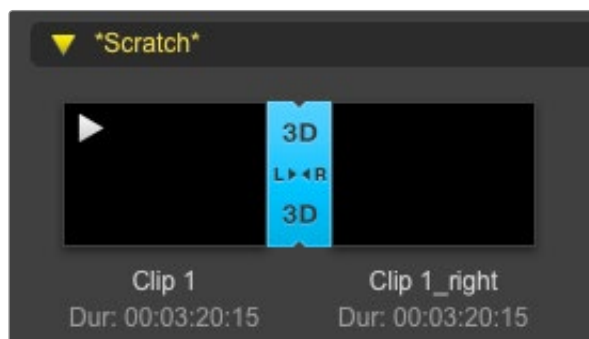 *Scratch*
3D
L R
3D
Clip 1
Clip 1_right
Dur: 00:03:20:15
Dur: 00:03:20:15